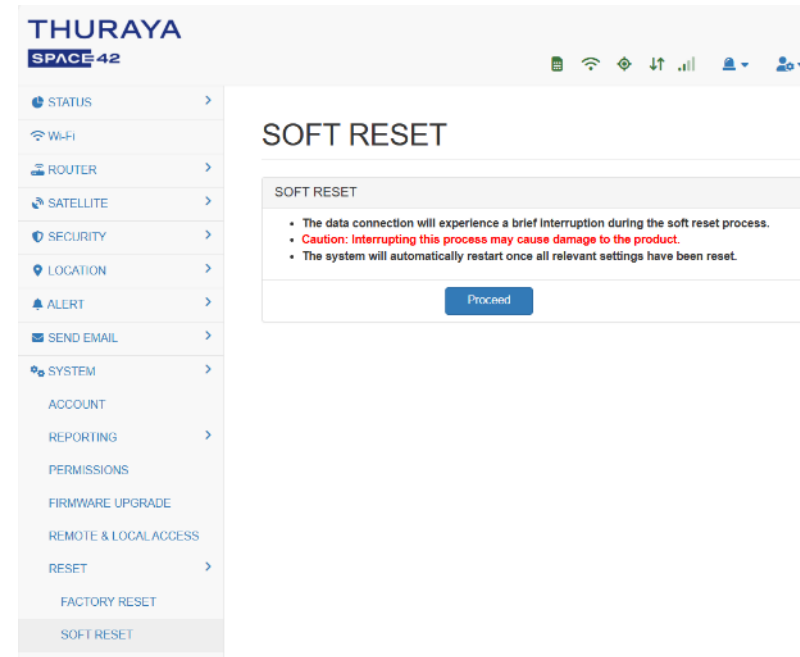 THURAYA
SPACE42
STATUS
Wi-Fi
ROUTER
SATELLITE
SECURITY
LOCATION
ALERT
SEND EMAIL
SYSTEM
ACCOUNT
REPORTING
PERMISSIONS
FIRMWARE UPGRADE
REMOTE & LOCAL ACCESS
RESET
FACTORY RESET
SOFT RESET
SOFT RESET
SOFT RESET
• The data connection will experience a brief interruption during the soft reset process.
• Caution: Interrupting this process may cause damage to the product.
• The system will automatically restart once all relevant settings have been reset.
Proceed